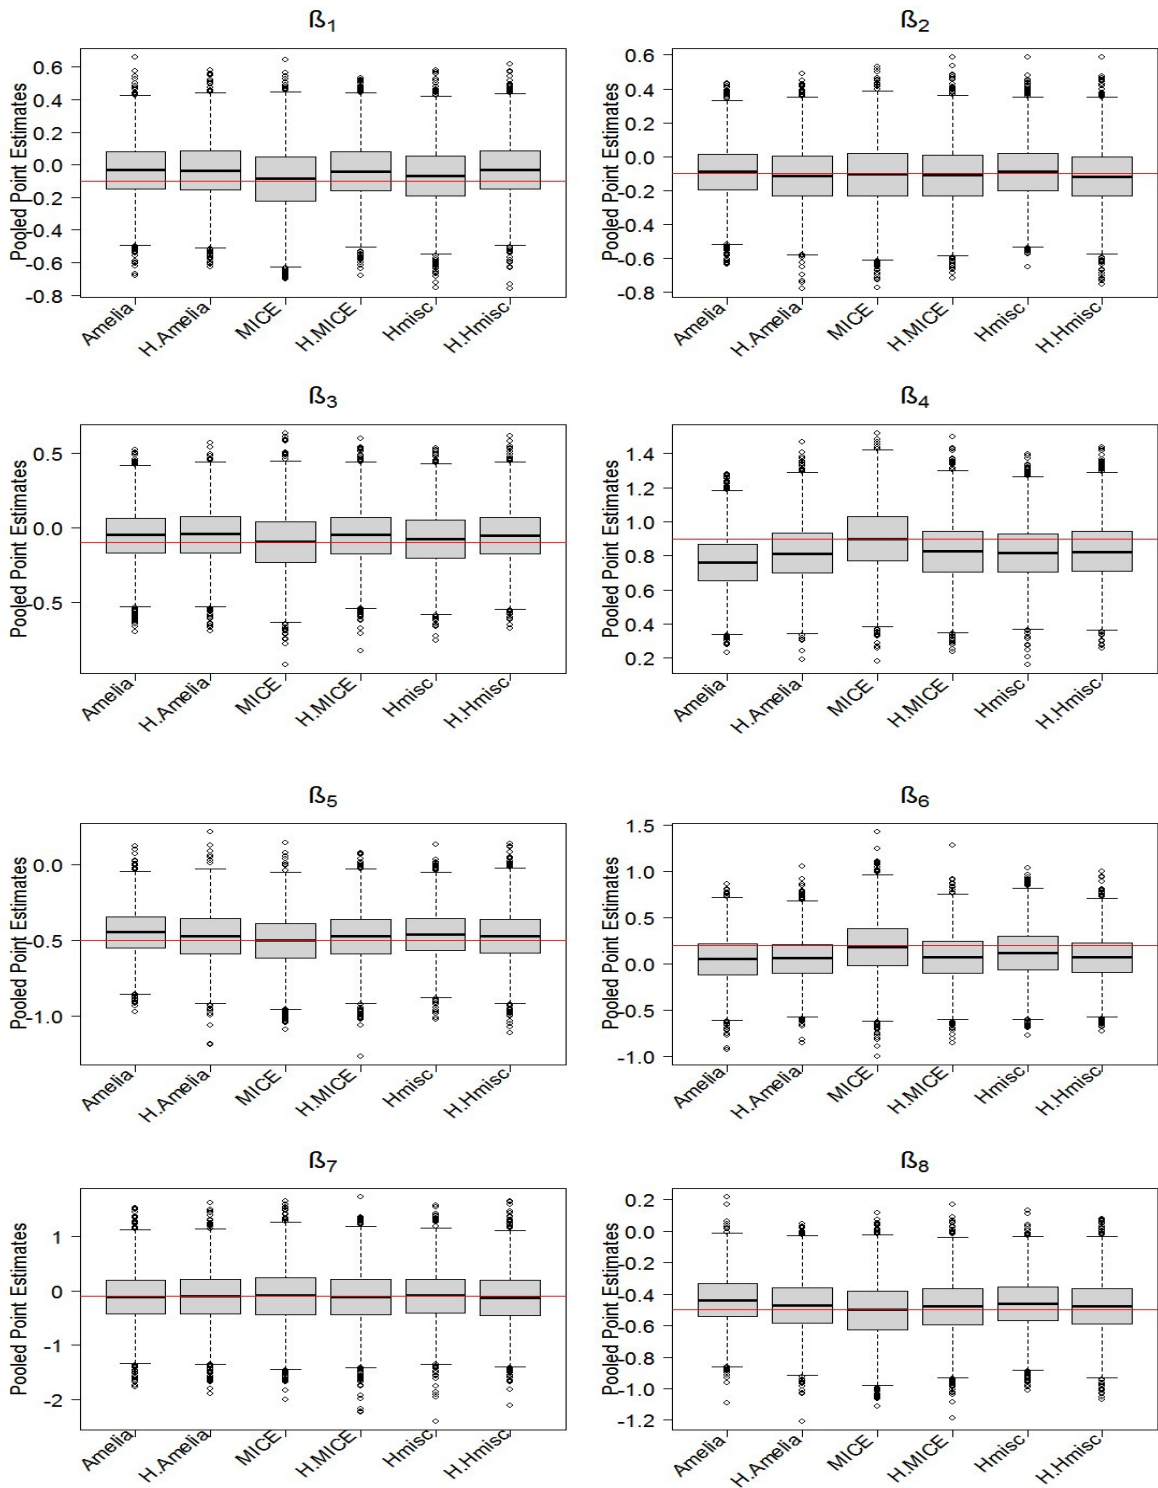 ß1 ß2
Pooled Point Estimates
0.6
0.4
0.2
0.0
-0.2
-0.4
-0.6
-0.8
Amelia H.Amelia MICE H.MICE Hmisc H.Hmisc
Pooled Point Estimates
0.6
0.4
0.2
0.0
-0.2
-0.4
-0.6
-0.8
Amelia H.Amelia MICE H.MICE Hmisc H.Hmisc
ß3 ß4
Pooled Point Estimates
0.5
0.0
-0.5
Amelia H.Amelia MICE H.MICE Hmisc H.Hmisc
Pooled Point Estimates
1.4
1.2
1.0
0.8
0.6
0.4
0.2
Amelia H.Amelia MICE H.MICE Hmisc H.Hmisc
ß5 ß6
Pooled Point Estimates
0.0
-0.5
-1.0
Amelia H.Amelia MICE H.MICE Hmisc H.Hmisc
Pooled Point Estimates
1.5
1.0
0.5
0.0
-0.5
-1.0
Amelia H.Amelia MICE H.MICE Hmisc H.Hmisc
ß7 ß8
Pooled Point Estimates
1
0
-1
-2
Amelia H.Amelia MICE H.MICE Hmisc H.Hmisc
Pooled Point Estimates
0.2
0.0
-0.2
-0.4
-0.6
-0.8
-1.0
-1.2
Amelia H.Amelia MICE H.MICE Hmisc H.Hmisc